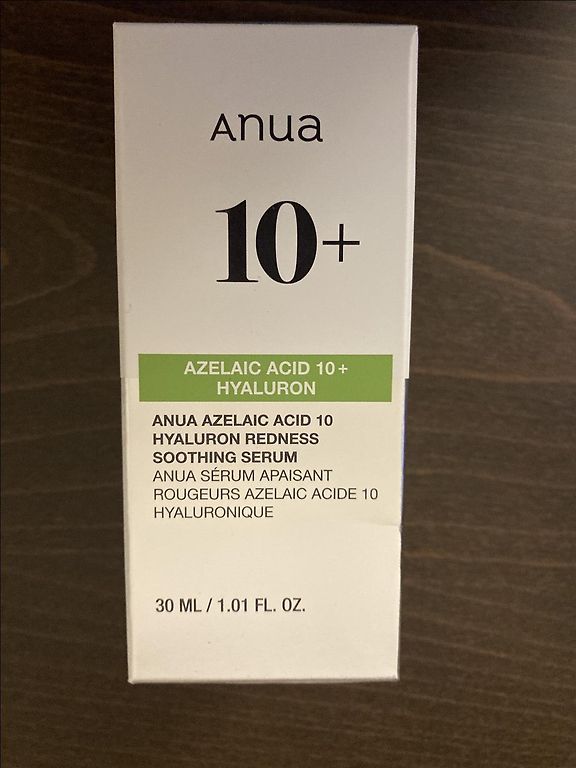 Anua
10+
AZELAIC ACID 10+
HYALURON
ANUA AZELAIC ACID 10
HYALURON REDNESS
SOOTHING SERUM
ANUA SÉRUM APAISANT
ROUGEURS AZELAIC ACIDE 10
HYALURONIQUE
30 ML / 1.01 FL. OZ.